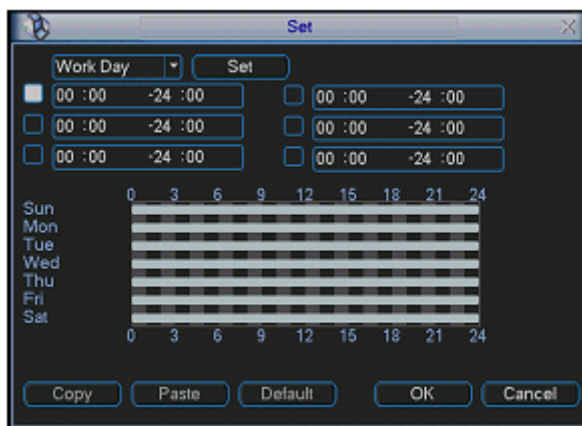 Set
Work Day Set
00 :00 -24 :00 00 :00 -24 :00
00 :00 -24 :00 00 :00 -24 :00
00 :00 -24 :00 00 :00 -24 :00
0 3 6 9 12 15 18 21 24
Sun
Mon
Tue
Wed
Thu
Fri
Sat
0 3 6 9 12 15 18 21 24
Copy Paste Default OK Cancel